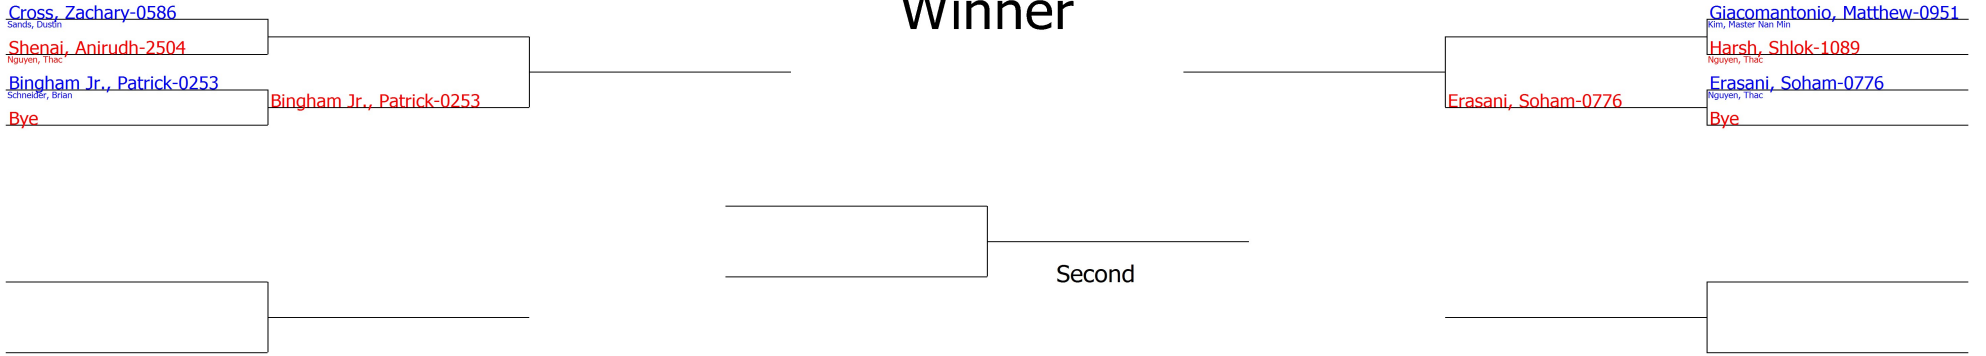 Winner
Cross, Zachary-0586
Sands, Dustin
Shenai, Anirudh-2504
Nguyen, Thac
Bingham Jr., Patrick-0253
Schneider, Brian
Bye
Bingham Jr., Patrick-0253
Giacomantonio, Matthew-0951
Kim, Master Nan Min
Harsh, Shlok-1089
Nguyen, Thac
Erasani, Soham-0776
Nguyen, Thac
Bye
Erasani, Soham-0776
Second